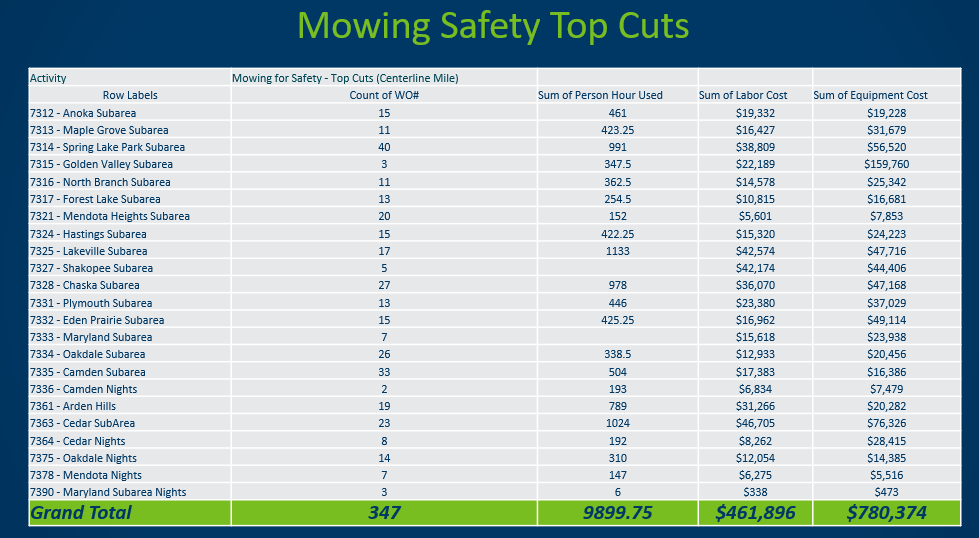 Mowing Safety Top Cuts
Activity Mowing for Safety - Top Cuts (Centerline Mile)
Row Labels Count of WO# Sum of Person Hour Used Sum of Labor Cost Sum of Equipment Cost
7312 - Anoka Subarea 15 461 $19,332 $19,228
7313 - Maple Grove Subarea 11 423.25 $16,427 $31,679
7314 - Spring Lake Park Subarea 40 991 $38,809 $56,520
7315 - Golden Valley Subarea 3 347.5 $22,189 $159,760
7316 - North Branch Subarea 11 362.5 $14,578 $25,342
7317 - Forest Lake Subarea 13 254.5 $10,815 $16,681
7321 - Mendota Heights Subarea 20 152 $5,601 $7,853
7324 - Hastings Subarea 15 422.25 $15,320 $24,223
7325 - Lakeville Subarea 17 1133 $42,574 $47,716
7327 - Shakopee Subarea 5 $42,174 $44,406
7328 - Chaska Subarea 27 978 $36,070 $47,168
7331 - Plymouth Subarea 13 446 $23,380 $37,029
7332 - Eden Prairie Subarea 15 425.25 $16,962 $49,114
7333 - Maryland Subarea 7 $15,618 $23,938
7334 - Oakdale Subarea 26 338.5 $12,933 $20,456
7335 - Camden Subarea 33 504 $17,383 $16,386
7336 - Camden Nights 2 193 $6,834 $7,479
7361 - Arden Hills 19 789 $31,266 $20,282
7363 - Cedar SubArea 23 1024 $46,705 $76,326
7364 - Cedar Nights 8 192 $8,262 $28,415
7375 - Oakdale Nights 14 310 $12,054 $14,385
7378 - Mendota Nights 7 147 $6,275 $5,516
7390 - Maryland Subarea Nights 3 6 $338 $473
Grand Total 347 9899.75 $461,896 $780,374